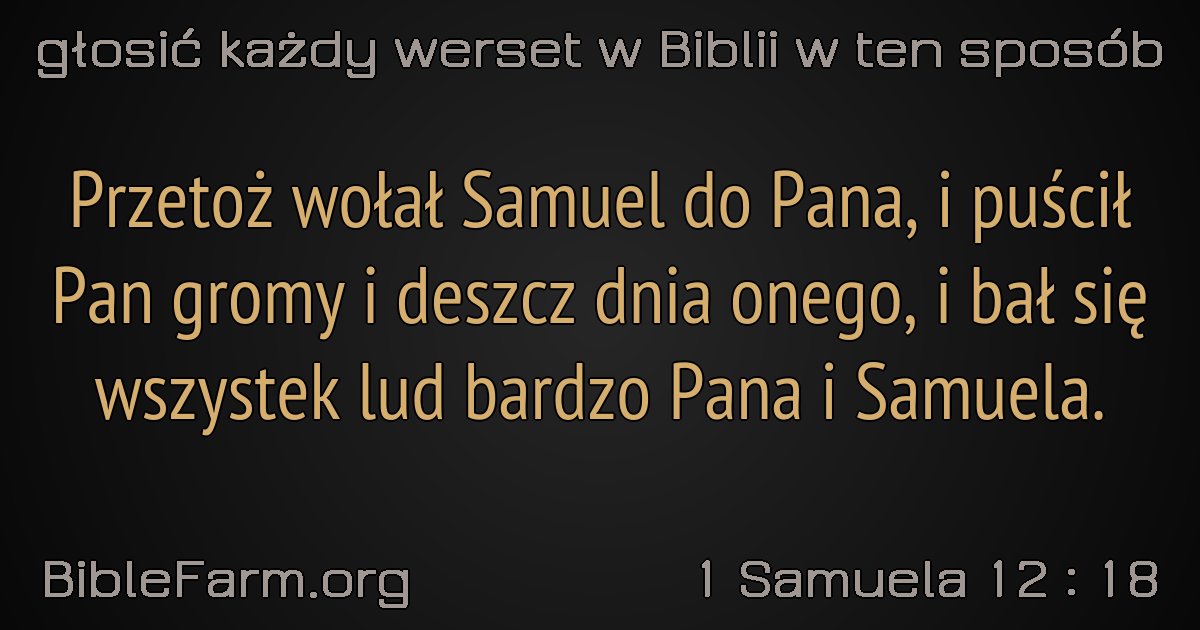 głosić każdy werset w Biblii w ten sposób
Przetoż wołał Samuel do Pana, i puścił
Pan gromy i deszcz dnia onego, i bał się
wszystek lud bardzo Pana i Samuela.
BibleFarm.org
1 Samuela 12 : 18